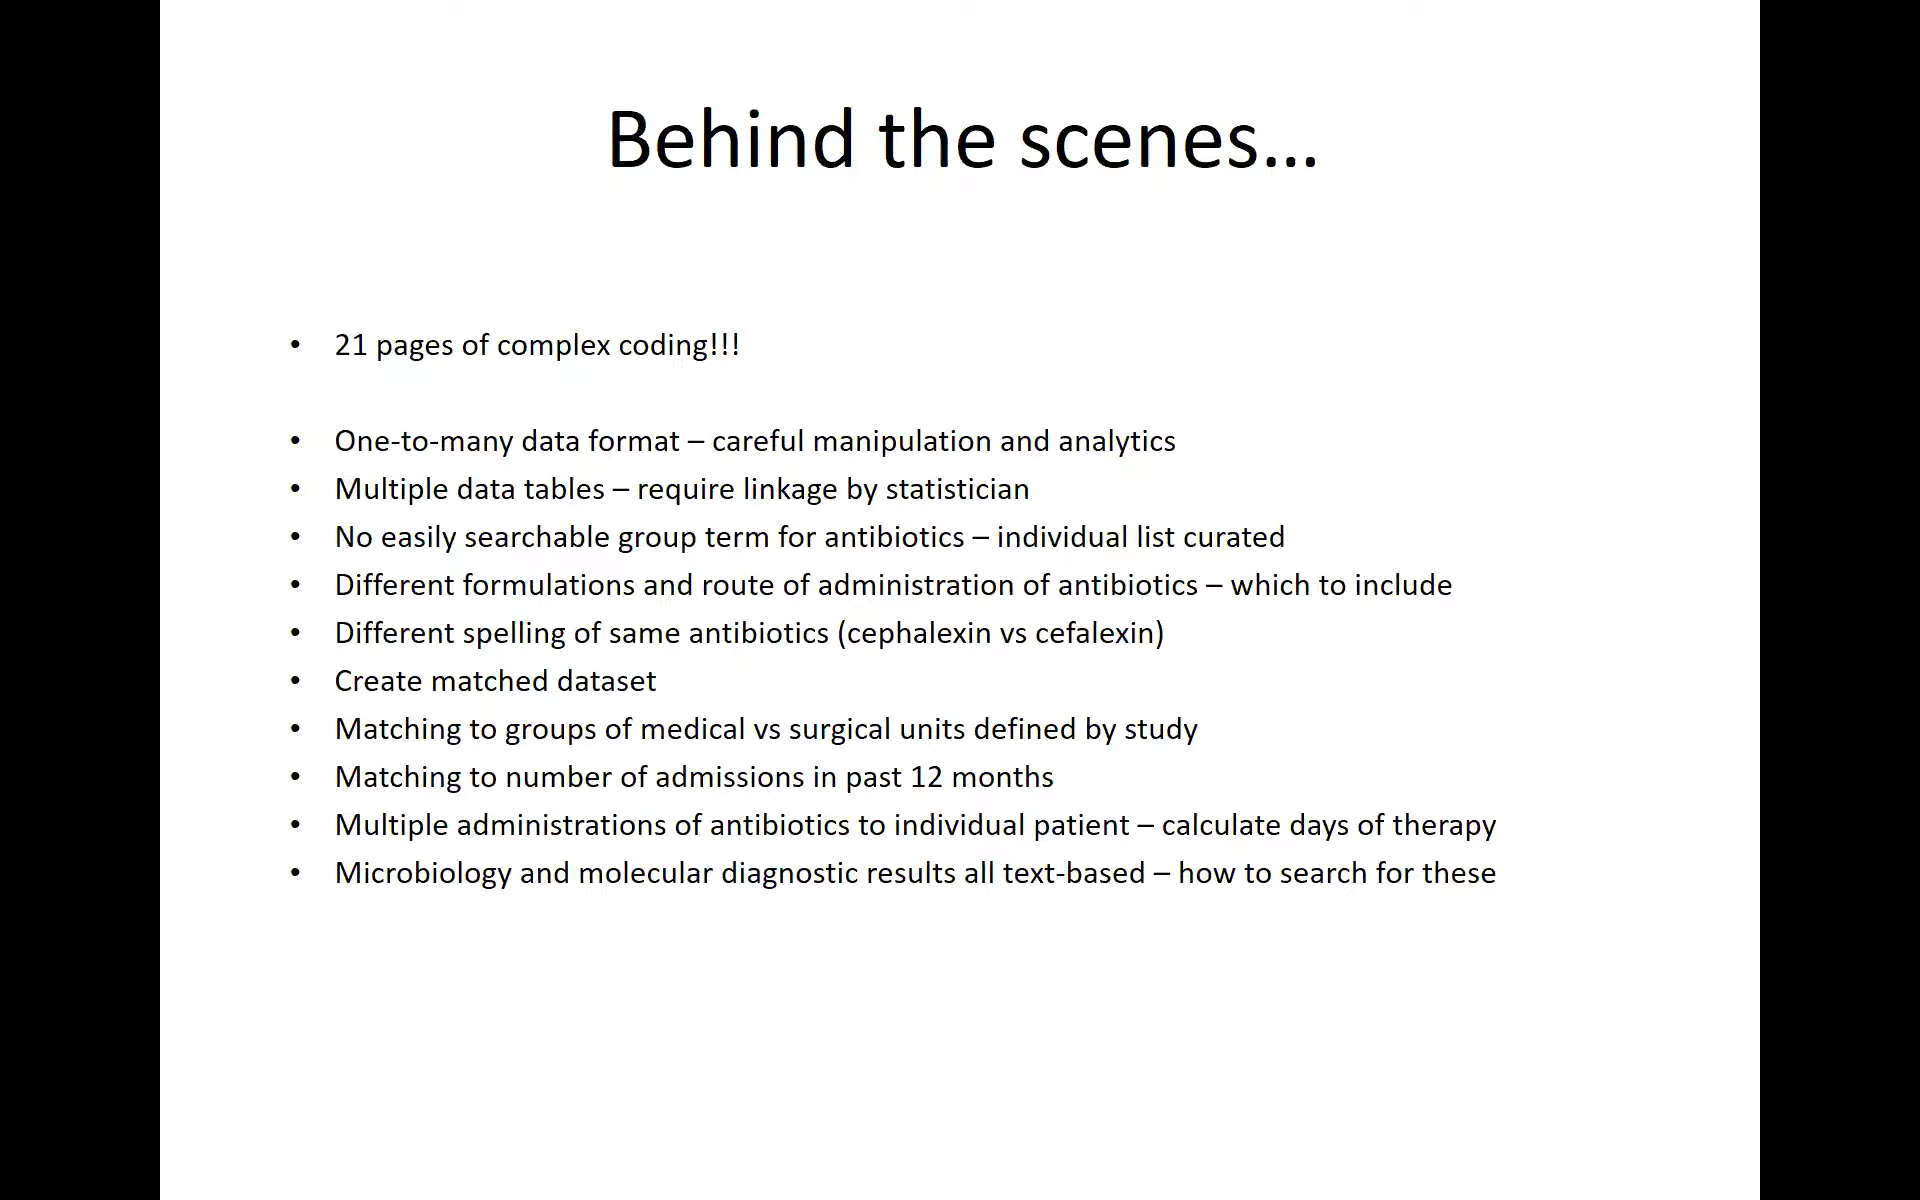 Behind the scenes…
• 21 pages of complex coding!!!
• One-to-many data format – careful manipulation and analytics
• Multiple data tables – require linkage by statistician
• No easily searchable group term for antibiotics – individual list curated
• Different formulations and route of administration of antibiotics – which to include
• Different spelling of same antibiotics (cephalexin vs cefalexin)
• Create matched dataset
• Matching to groups of medical vs surgical units defined by study
• Matching to number of admissions in past 12 months
• Multiple administrations of antibiotics to individual patient – calculate days of therapy
• Microbiology and molecular diagnostic results all text-based – how to search for these